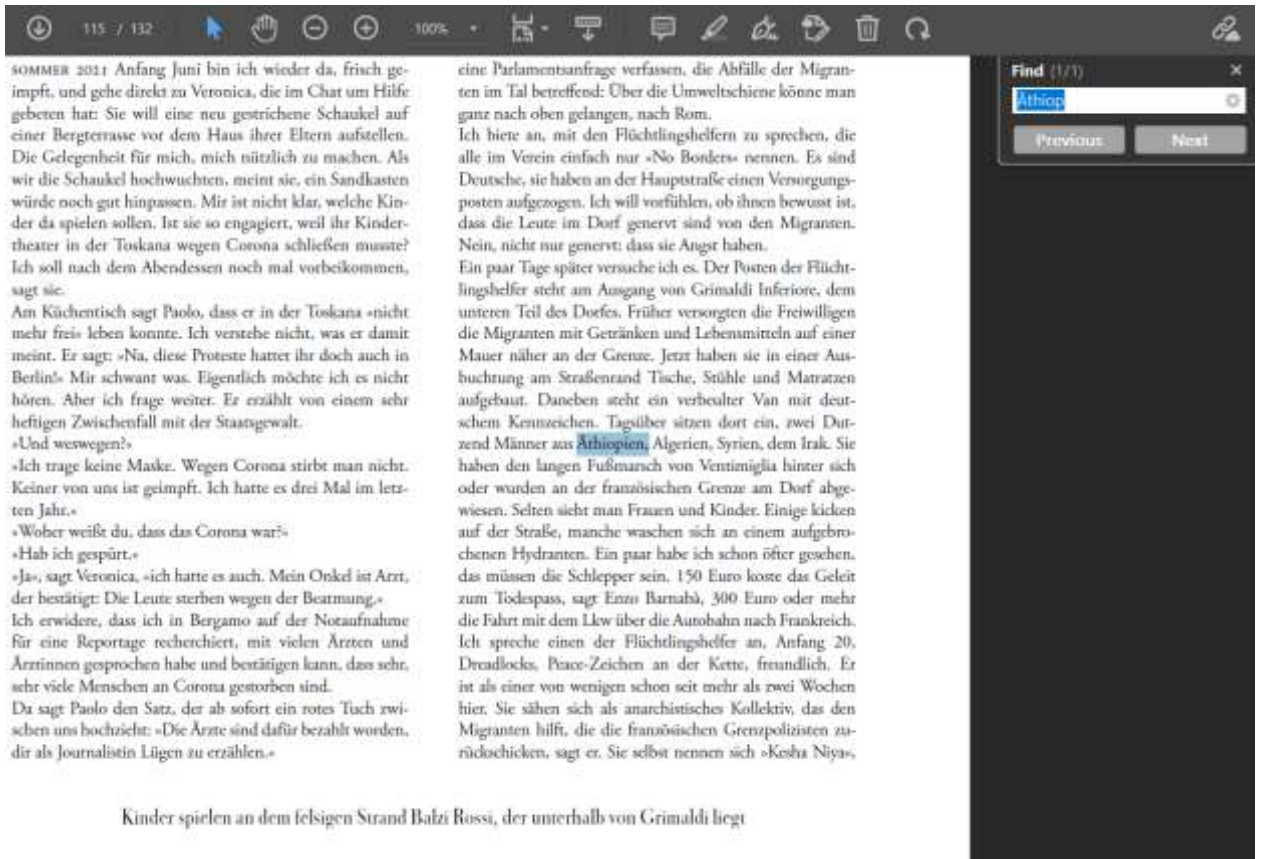 115 / 132
100%
Find (1/1)
Äthiop
Previous
Next
SOMMER 2021 Anfang Juni bin ich wieder da, frisch ge-
impft, und gehe direkt zu Veronica, die im Chat um Hilfe
gebeten hat: Sie will eine neu gestrichene Schaukel auf
einer Bergterrasse vor dem Haus ihrer Eltern aufstellen.
Die Gelegenheit für mich, mich nützlich zu machen. Als
wir die Schaukel hochwuchten, meint sie, ein Sandkasten
würde noch gut hinpassen. Mir ist nicht klar, welche Kin-
der da spielen sollen. Ist sie so engagiert, weil ihr Kinder-
theater in der Toskana wegen Corona schließen musste?
Ich soll nach dem Abendessen noch mal vorbeikommen,
sagt sie.
Am Küchentisch sagt Paolo, dass er in der Toskana »nicht
mehr frei« leben konnte. Ich verstehe nicht, was er damit
meint. Er sagt: »Na, diese Proteste hattet ihr doch auch in
Berlin!« Mir schwant was. Eigentlich möchte ich es nicht
hören. Aber ich frage weiter. Er erzählt von einem sehr
heftigen Zwischenfall mit der Staatsgewalt.
»Und weswegen?«
»Ich trage keine Maske. Wegen Corona stirbt man nicht.
Keiner von uns ist geimpft. Ich hatte es drei Mal im letz-
ten Jahr.«
»Woher weißt du, dass das Corona war?«
»Hab ich gespürt.«
»Ja«, sagt Veronica, »ich hatte es auch. Mein Onkel ist Arzt,
der bestätigt: Die Leute sterben wegen der Beatmung.«
Ich erwidere, dass ich in Bergamo auf der Notaufnahme
für eine Reportage recherchiert, mit vielen Ärzten und
Ärztinnen gesprochen habe und bestätigen kann, dass sehr,
sehr viele Menschen an Corona gestorben sind.
Da sagt Paolo den Satz, der ab sofort ein rotes Tuch zwi-
schen uns hochzieht: »Die Ärzte sind dafür bezahlt worden,
dir als Journalistin Lügen zu erzählen.«
eine Parlamentsanfrage verfassen, die Abfälle der Migran-
ten im Tal betreffend: Über die Umweltschiene könne man
ganz nach oben gelangen, nach Rom.
Ich biete an, mit den Flüchtlingshelfern zu sprechen, die
alle im Verein einfach nur »No Borders« nennen. Es sind
Deutsche, sie haben an der Hauptstraße einen Versorgungs-
posten aufgezogen. Ich will vorfühlen, ob ihnen bewusst ist,
dass die Leute im Dorf genervt sind von den Migranten.
Nein, nicht nur genervt: dass sie Angst haben.
Ein paar Tage später versuche ich es. Der Posten der Flücht-
lingshelfer steht am Ausgang von Grimaldi Inferiore, dem
unteren Teil des Dorfes. Früher versorgten die Freiwilligen
die Migranten mit Getränken und Lebensmitteln auf einer
Mauer näher an der Grenze. Jetzt haben sie in einer Aus-
buchtung am Straßenrand Tische, Stühle und Matratzen
aufgebaut. Daneben steht ein verbeulter Van mit deut-
schem Kennzeichen. Tagsüber sitzen dort ein, zwei Dut-
zend Männer aus Äthiopien, Algerien, Syrien, dem Irak. Sie
haben den langen Fußmarsch von Ventimiglia hinter sich
oder wurden an der französischen Grenze am Dorf abge-
wiesen. Selten sieht man Frauen und Kinder. Einige kicken
auf der Straße, manche waschen sich an einem aufgebro-
chenen Hydranten. Ein paar habe ich schon öfter gesehen,
das müssen die Schlepper sein. 150 Euro koste das Geleit
zum Todespass, sagt Enzo Barnabà, 300 Euro oder mehr
die Fahrt mit dem Lkw über die Autobahn nach Frankreich.
Ich spreche einen der Flüchtlingshelfer an, Anfang 20,
Dreadlocks, Peace-Zeichen an der Kette, freundlich. Er
ist als einer von wenigen schon seit mehr als zwei Wochen
hier. Sie sähen sich als anarchistisches Kollektiv, das den
Migranten hilft, die die französischen Grenzpolizisten zu-
rückschicken, sagt er. Sie selbst nennen sich »Kesha Niya«,
Kinder spielen an dem felsigen Strand Balzi Rossi, der unterhalb von Grimaldi liegt